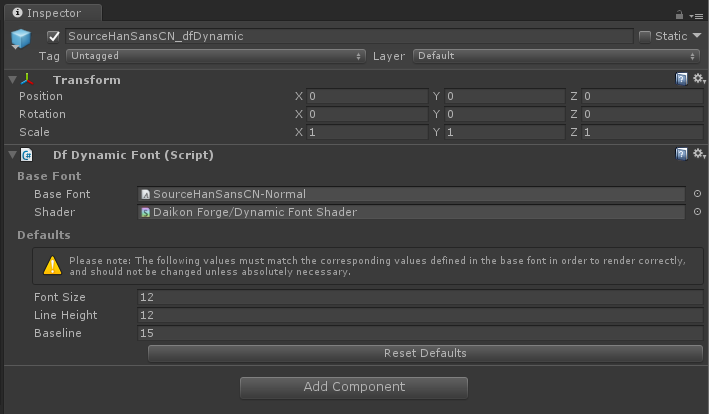 Inspector
SourceHanSansCN_dfDynamic Static
Tag Untagged Layer Default
Transform
Position X 0 Y 0 Z 0
Rotation X 0 Y 0 Z 0
Scale X 1 Y 1 Z 1
Df Dynamic Font (Script)
Base Font
Base Font SourceHanSansCN-Normal
Shader Daikon Forge/Dynamic Font Shader
Defaults
Please note: The following values must match the corresponding values defined in the base font in order to render correctly,
and should not be changed unless absolutely necessary.
Font Size 12
Line Height 12
Baseline 15
Reset Defaults
Add Component